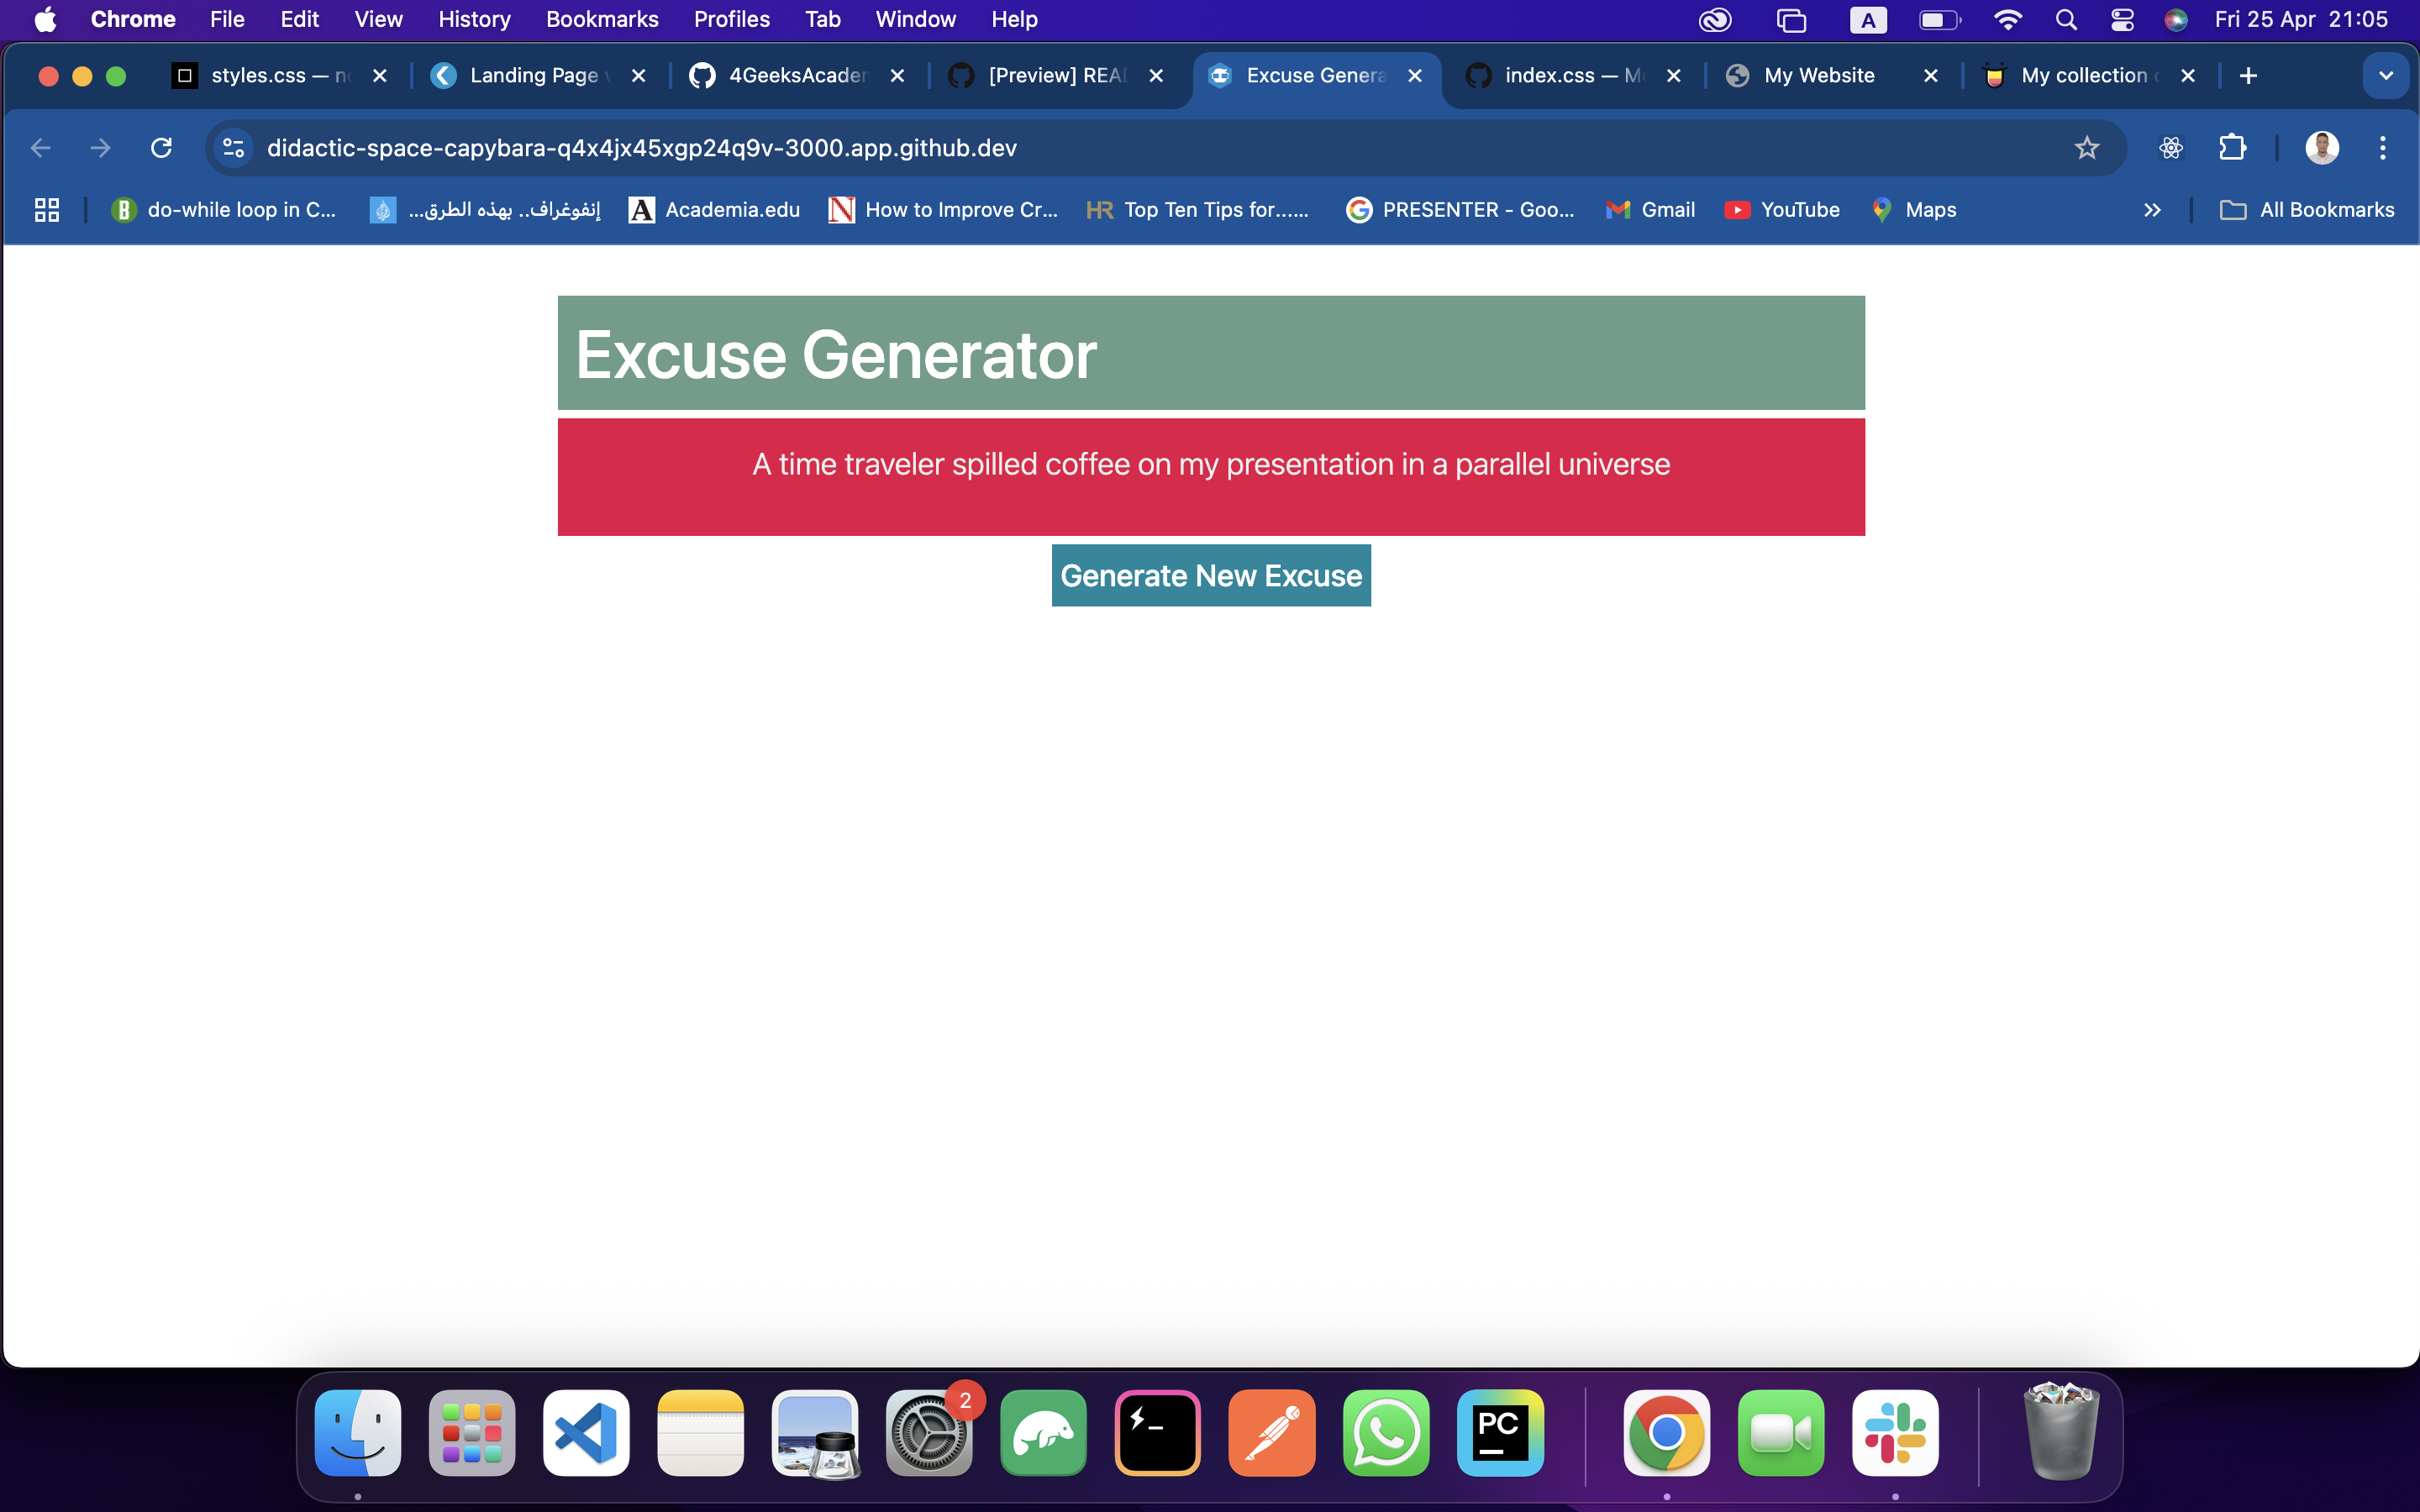 Chrome File Edit View History Bookmarks Profiles Tab Window Help A Fri 25 Apr 21:05
styles.css — n Landing Page 4GeeksAcader [Preview] REA Excuse Genera index.css — M My Website My collection
didactic-space-capybara-q4x4jx45xgp24q9v-3000.app.github.dev
B do-while loop in C... إنفوغراف.. بهذه الطرق... A Academia.edu N How to Improve Cr... HR Top Ten Tips for...... G PRESENTER - Goo... Gmail YouTube Maps All Bookmarks
Excuse Generator
A time traveler spilled coffee on my presentation in a parallel universe
Generate New Excuse
2
PC